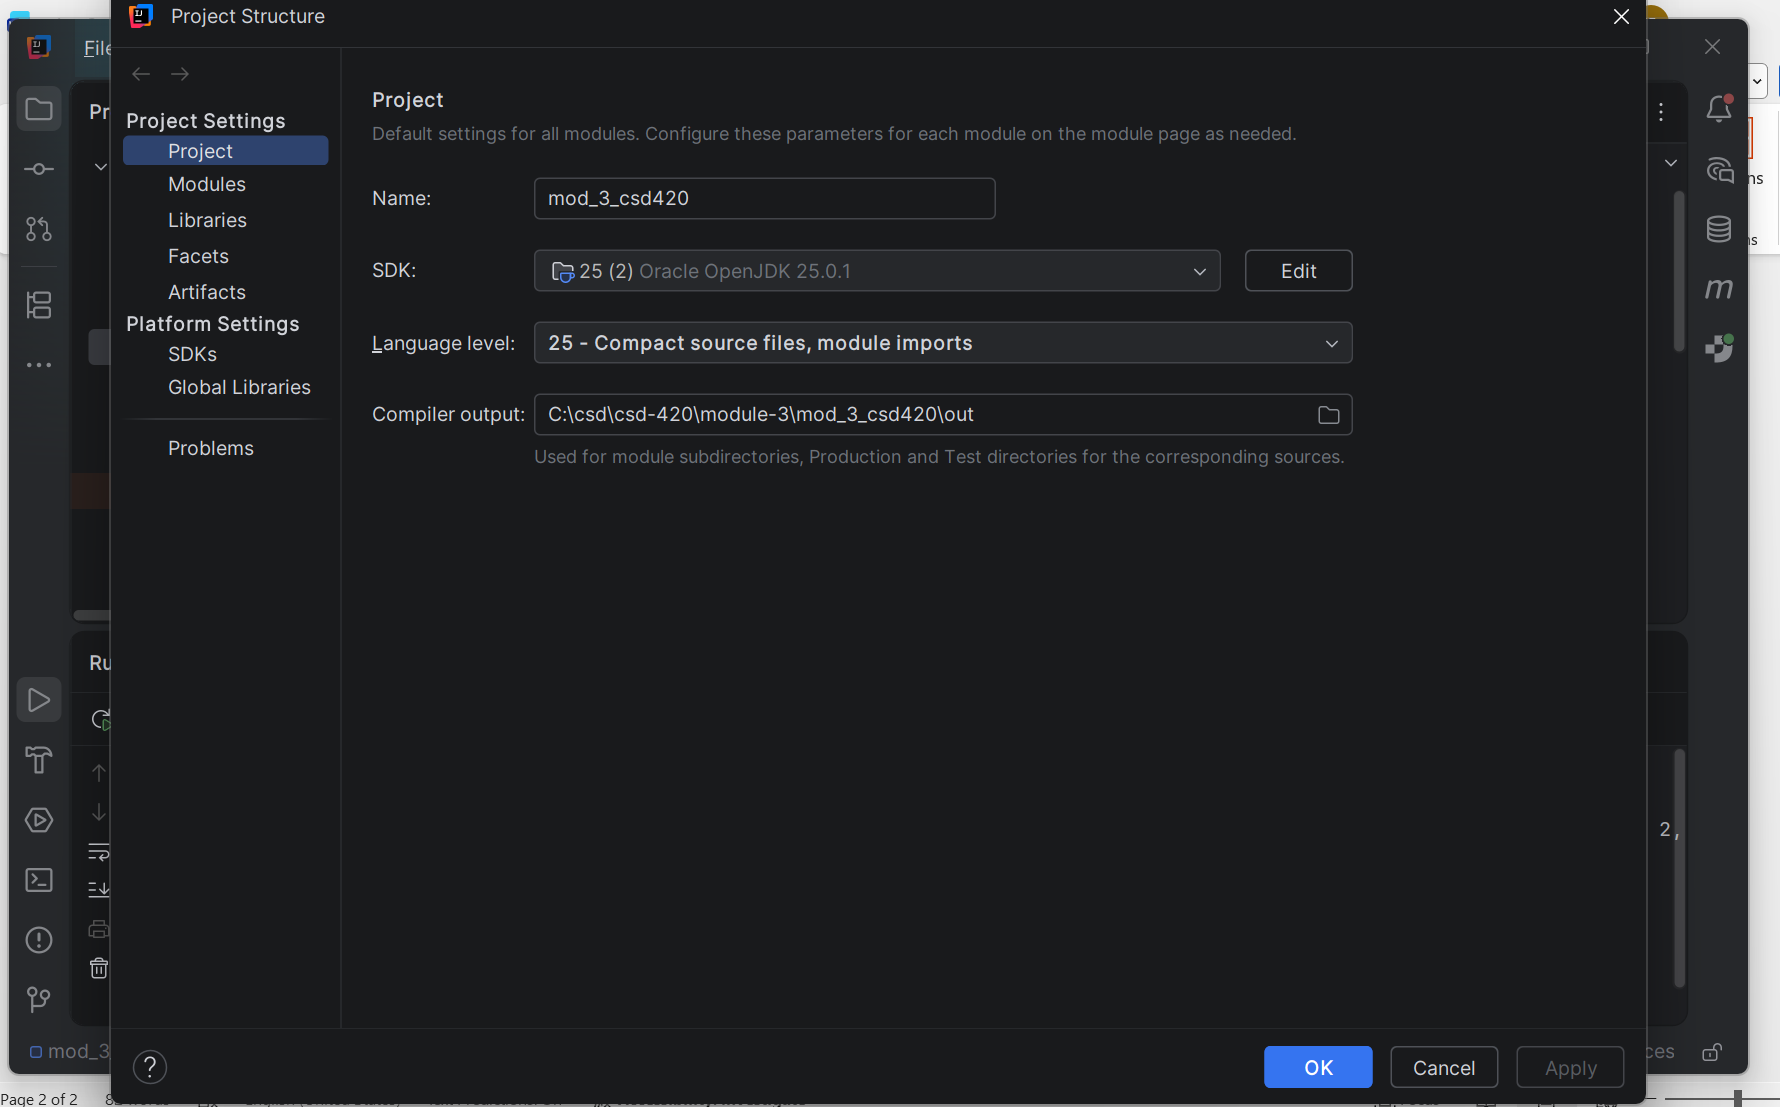 Project Structure
File
Pr
Project Settings
Project
Modules
Libraries
Facets
Artifacts
Platform Settings
SDKs
Global Libraries
Problems
Project
Default settings for all modules. Configure these parameters for each module on the module page as needed.
Name:
mod_3_csd420
SDK:
25 (2) Oracle OpenJDK 25.0.1
Edit
Language level:
25 - Compact source files, module imports
Compiler output:
C:\csd\csd-420\module-3\mod_3_csd420\out
Used for module subdirectories, Production and Test directories for the corresponding sources.
ns
ns
m
Ru
2,
mod_3
ces
?
OK
Cancel
Apply
Page 2 of 2